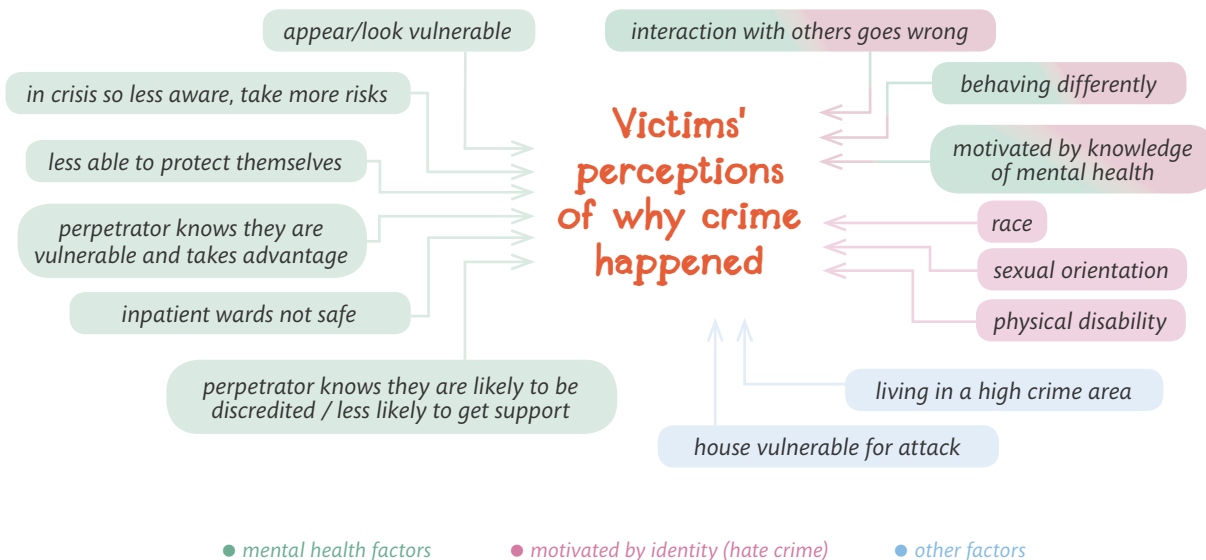 appear/look vulnerable
interaction with others goes wrong
in crisis so less aware, take more risks
behaving differently
Victims'
perceptions
of why crime
happened
less able to protect themselves
motivated by knowledge
of mental health
perpetrator knows they are
vulnerable and takes advantage
race
sexual orientation
inpatient wards not safe
physical disability
perpetrator knows they are likely to be
discredited / less likely to get support
living in a high crime area
house vulnerable for attack
mental health factors
motivated by identity (hate crime)
other factors